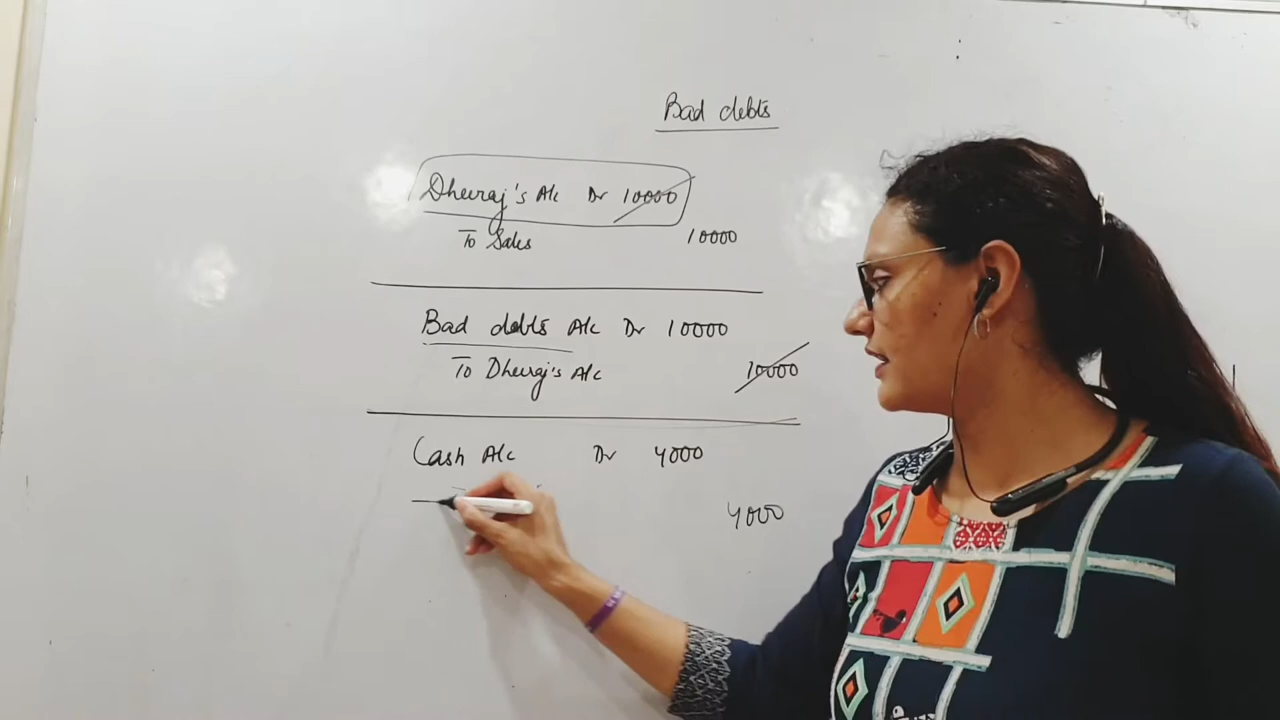 Bad debts
Dheeraj's A/c Dr 10000
To Sales 10000
Bad debts A/c Dr 10000
To Dheeraj's A/c 10000
Cash A/c Dr 4000
4000